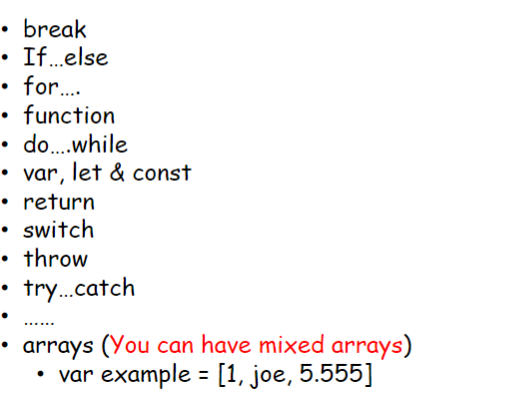 • break
• If…else
• for….
• function
• do….while
• var, let & const
• return
• switch
• throw
• try…catch
• ……
• arrays (You can have mixed arrays)
• var example = [1, joe, 5.555]